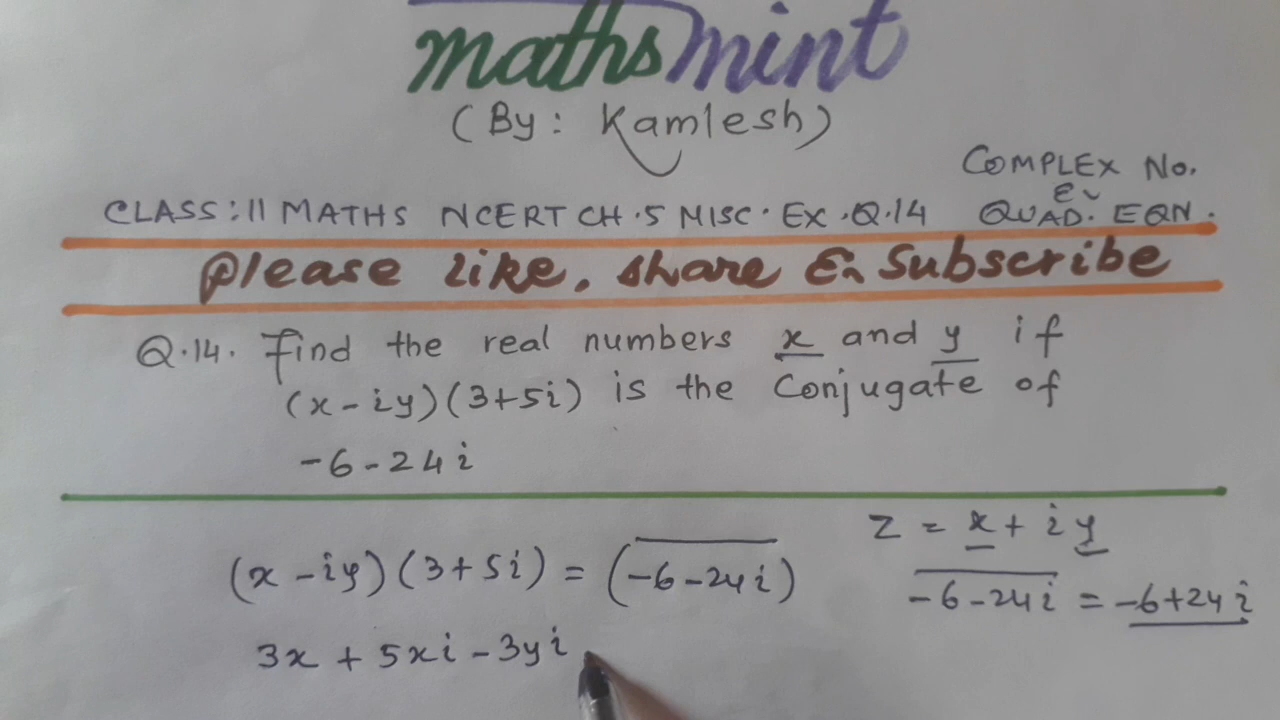 mathsmint
(By: Kamlesh)
COMPLEX No.
&
CLASS:11 MATHS NCERT CH.5 MISC. EX.Q.14 QUAD. EQN.
Please Like, Share & Subscribe
Q.14. Find the real numbers x and y if
(x-iy)(3+5i) is the Conjugate of
-6-24i
Z = x+iy
(x-iy)(3+5i) = (\overline{-6-24i})
\overline{-6-24i} = -6+24i
3x + 5xi - 3yi